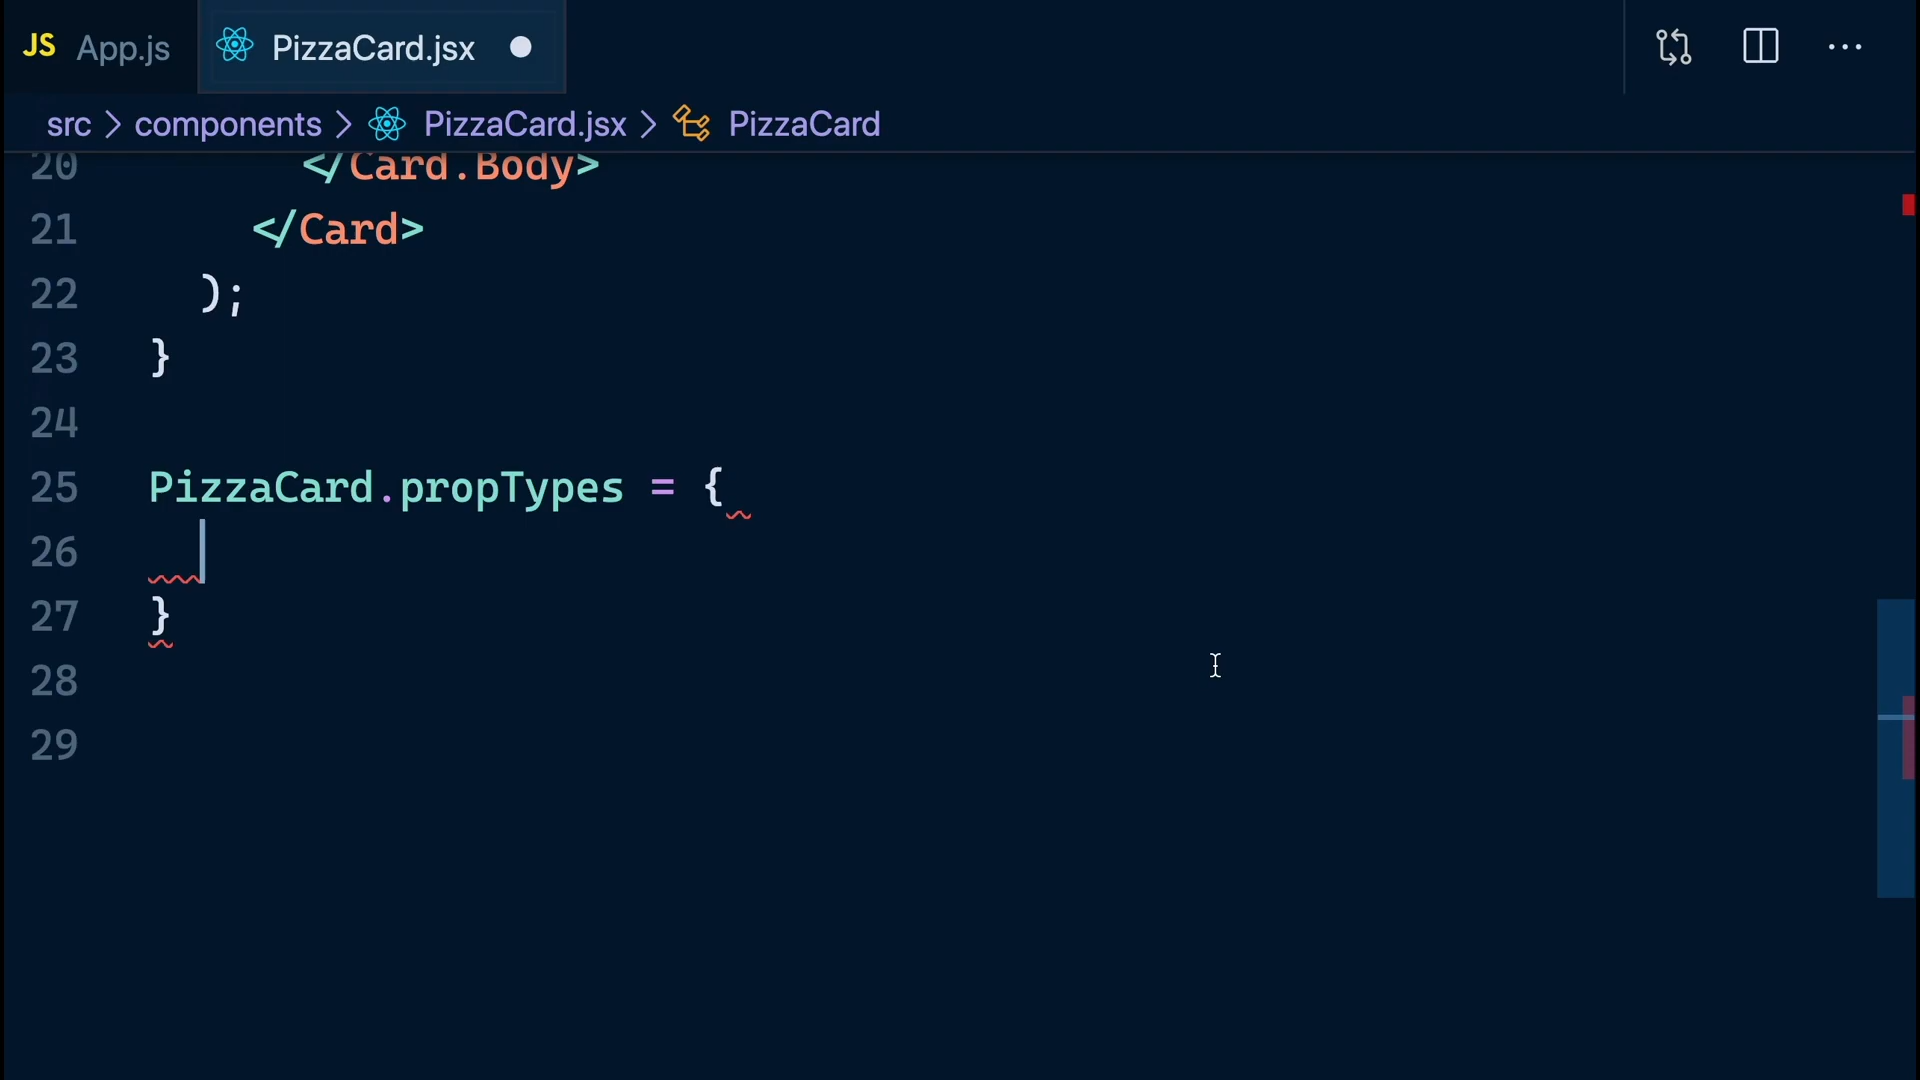 JS App.js PizzaCard.jsx
src > components > PizzaCard.jsx > PizzaCard
20 </Card.Body>
21 </Card>
22 );
23 }
24
25 PizzaCard.propTypes = {
26
27 }
28
29